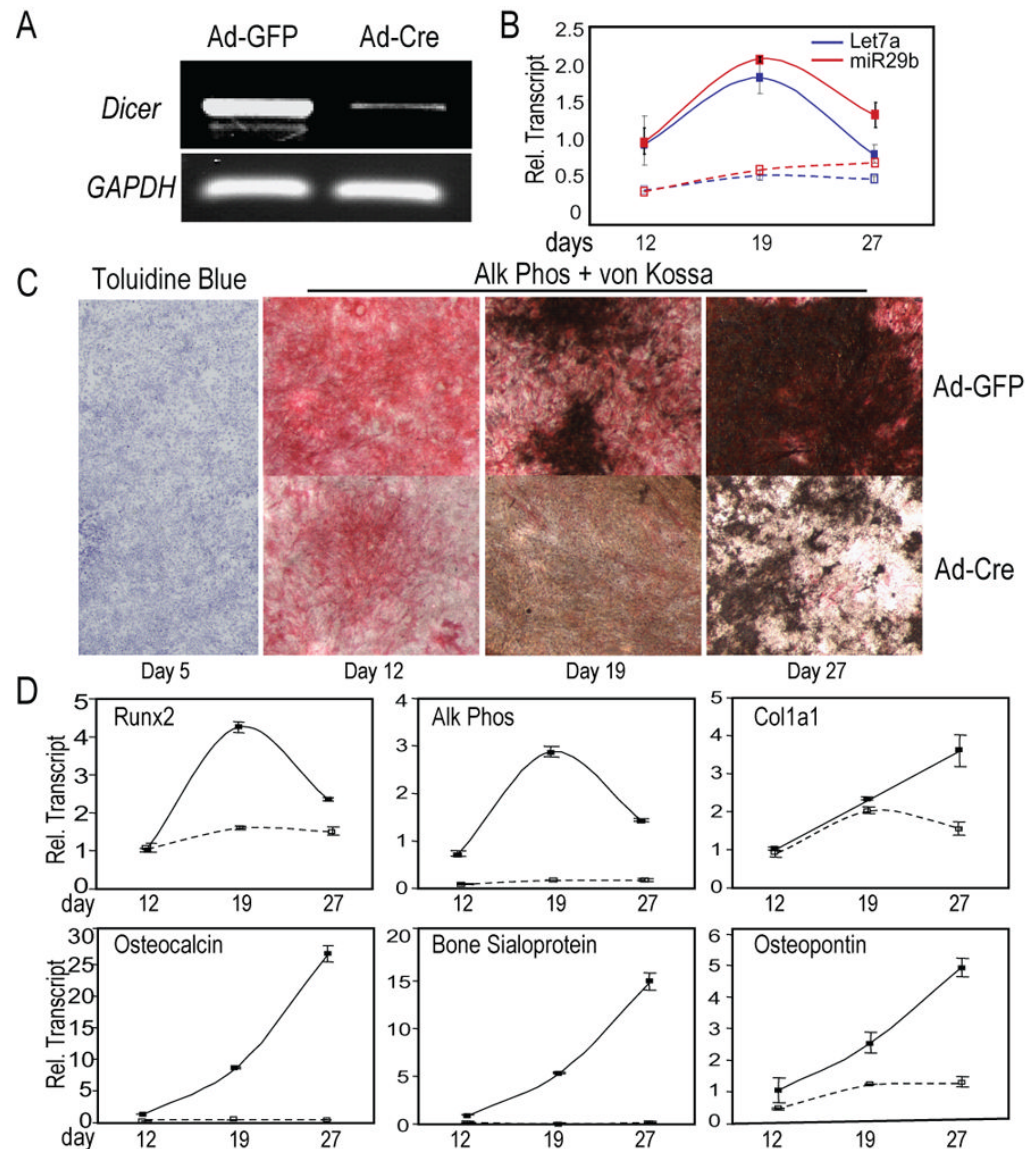 A
Ad-GFP Ad-Cre
Dicer
GAPDH
B
Rel. Transcript
2.5
2.0
1.5
1.0
0.5
0
Let7a
miR29b
days 12 19 27
C
Toluidine Blue
Alk Phos + von Kossa
Ad-GFP
Ad-Cre
Day 5 Day 12 Day 19 Day 27
D
Rel. Transcript
Runx2
5
4
3
2
1
0
day 12 19 27
Alk Phos
4
3
2
1
0
12 19 27
Col1a1
5
4
3
2
1
0
12 19 27
Rel. Transcript
Osteocalcin
30
25
20
15
10
5
0
day 12 19 27
Bone Sialoprotein
20
15
10
5
0
12 19 27
Osteopontin
6
5
4
3
2
1
0
12 19 27